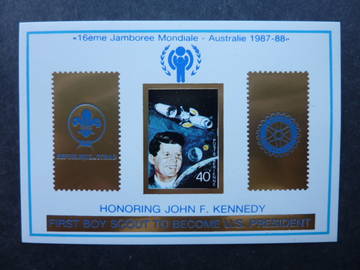 «16ème Jamboree Mondiale - Australie 1987-88»
40
HONORING JOHN F. KENNEDY
FIRST BOY SCOUT TO BECOME U.S. PRESIDENT